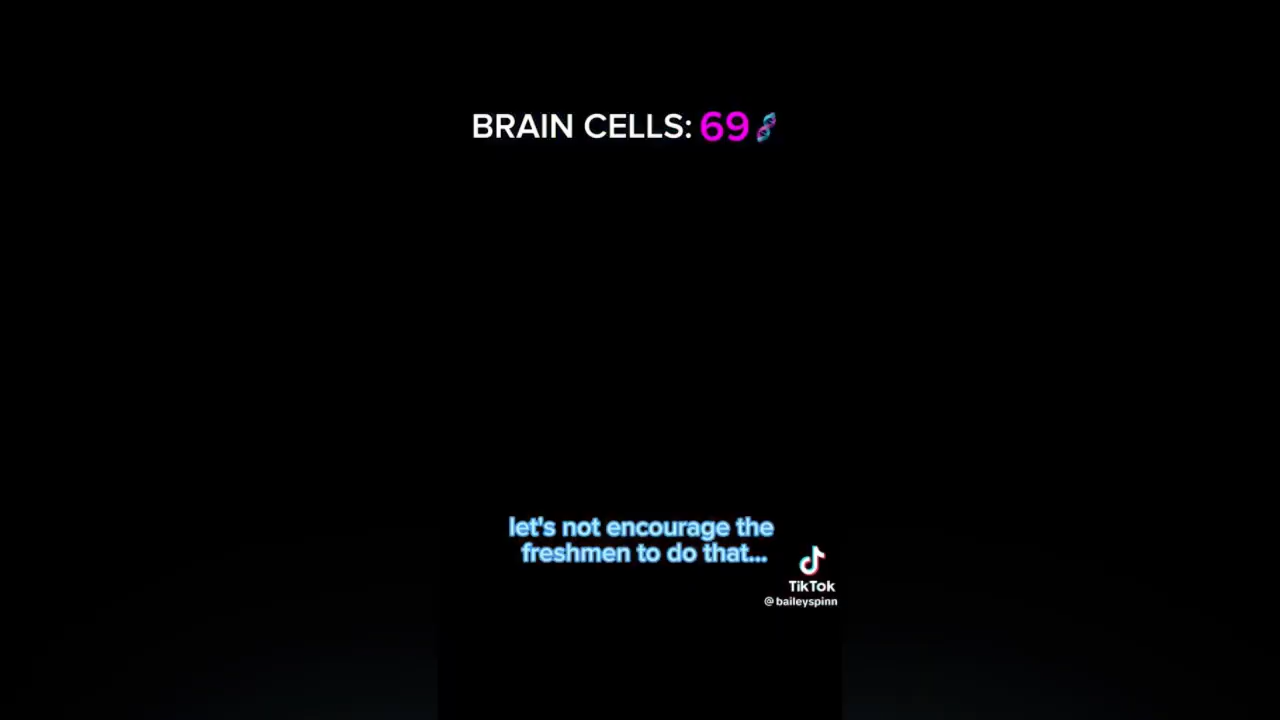 BRAIN CELLS: 69🧬
let's not encourage the
freshmen to do that...
TikTok
@baileyspinn